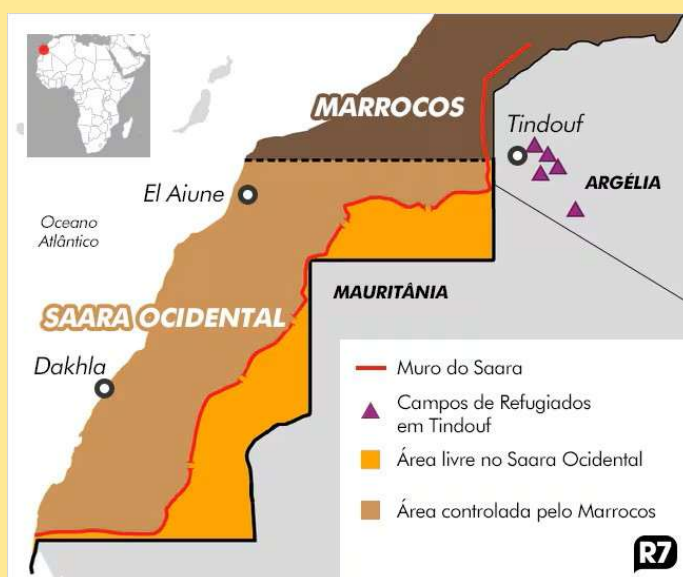 MARROCOS
Tindouf
ARGÉLIA
El Aiune
Oceano
Atlântico
MAURITÂNIA
SAARA OCIDENTAL
Dakhla
Muro do Saara
Campos de Refugiados
em Tindouf
Área livre no Saara Ocidental
Área controlada pelo Marrocos
R7